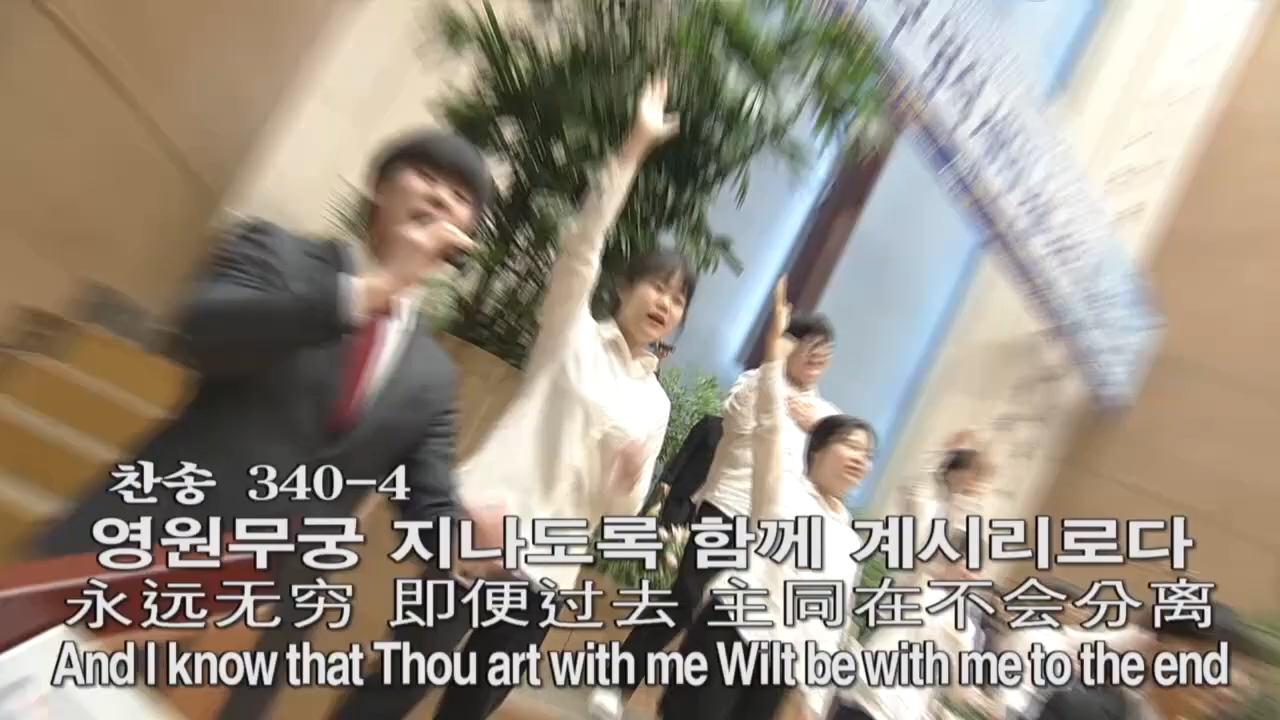 찬송 340-4
영원무궁 지나도록 함께 계시리로다
永远无穷 即便过去 主同在不会分离
And I know that Thou art with me Wilt be with me to the end